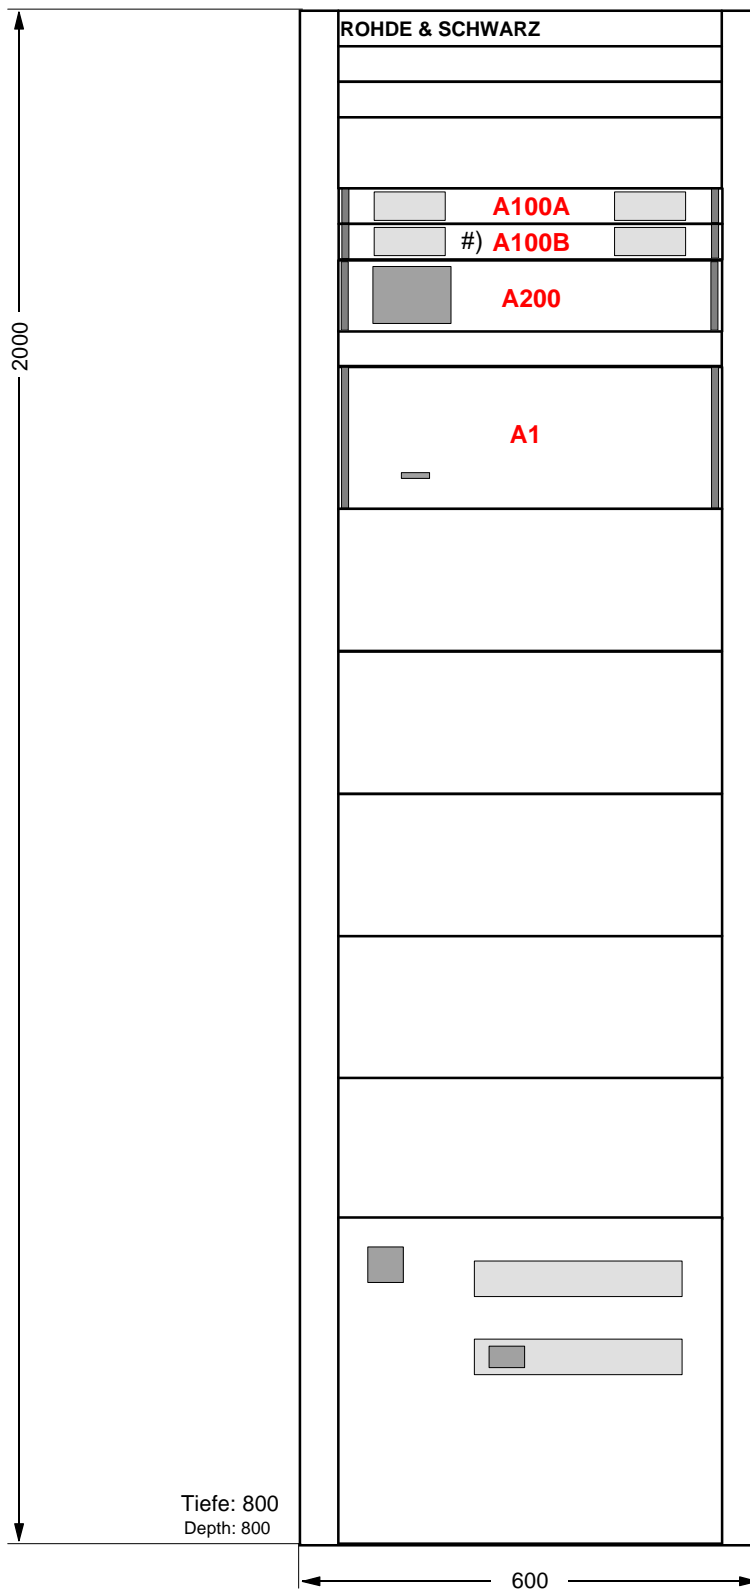 ROHDE & SCHWARZ
A100A
#) A100B
A200
2000
A1
Tiefe: 800
Depth: 800
600